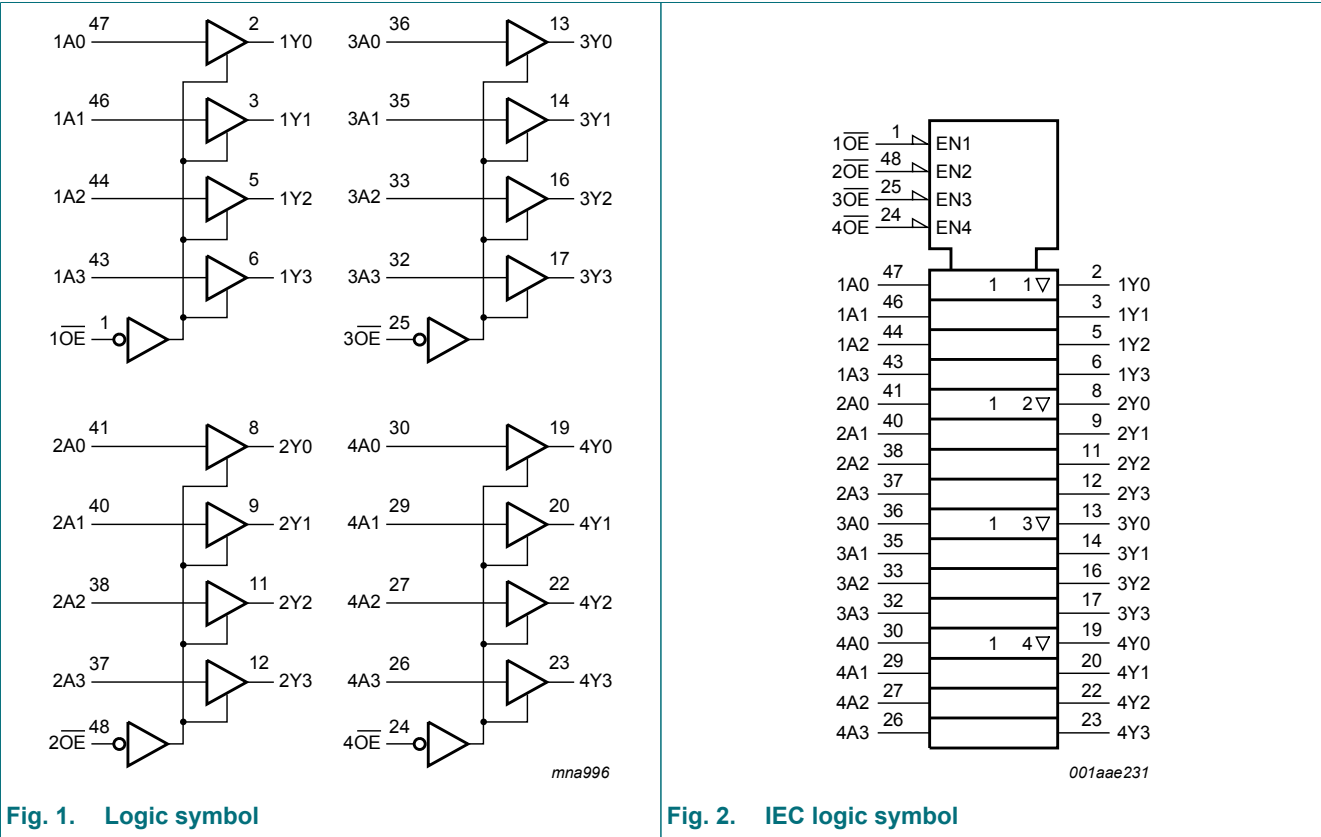 47 2
1A0 1Y0
46 3
1A1 1Y1
44 5
1A2 1Y2
43 6
1A3 1Y3
1
1O̅E̅
36 13
3A0 3Y0
35 14
3A1 3Y1
33 16
3A2 3Y2
32 17
3A3 3Y3
25
3O̅E̅
41 8
2A0 2Y0
40 9
2A1 2Y1
38 11
2A2 2Y2
37 12
2A3 2Y3
48
2O̅E̅
30 19
4A0 4Y0
29 20
4A1 4Y1
27 22
4A2 4Y2
26 23
4A3 4Y3
24
4O̅E̅
mna996
Fig. 1. Logic symbol
1O̅E̅ 1 EN1
2O̅E̅ 48 EN2
3O̅E̅ 25 EN3
4O̅E̅ 24 EN4
1A0 47 1 1▽ 2 1Y0
1A1 46 3 1Y1
1A2 44 5 1Y2
1A3 43 6 1Y3
2A0 41 1 2▽ 8 2Y0
2A1 40 9 2Y1
2A2 38 11 2Y2
2A3 37 12 2Y3
3A0 36 1 3▽ 13 3Y0
3A1 35 14 3Y1
3A2 33 16 3Y2
3A3 32 17 3Y3
4A0 30 1 4▽ 19 4Y0
4A1 29 20 4Y1
4A2 27 22 4Y2
4A3 26 23 4Y3
001aae231
Fig. 2. IEC logic symbol